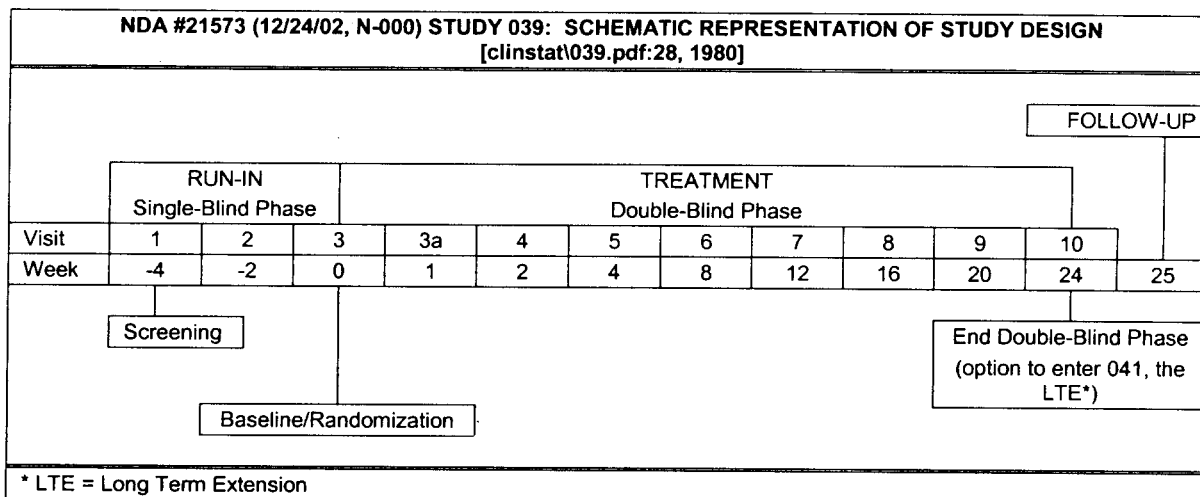 NDA #21573 (12/24/02, N-000) STUDY 039: SCHEMATIC REPRESENTATION OF STUDY DESIGN
[clinstat\039.pdf:28, 1980]
FOLLOW-UP
RUN-IN TREATMENT
Single-Blind Phase Double-Blind Phase
Visit 1 2 3 3a 4 5 6 7 8 9 10
Week -4 -2 0 1 2 4 8 12 16 20 24 25
Screening
End Double-Blind Phase
(option to enter 041, the
LTE*)
Baseline/Randomization
* LTE = Long Term Extension